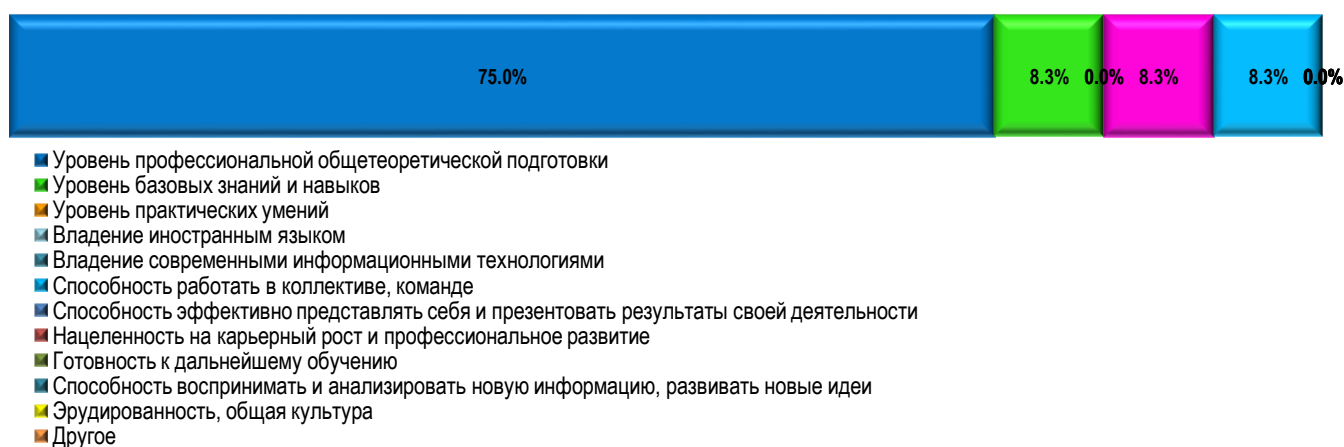 75.0% 8.3% 0.0% 8.3% 8.3% 0.0%
Уровень профессиональной общетеоретической подготовки
Уровень базовых знаний и навыков
Уровень практических умений
Владение иностранным языком
Владение современными информационными технологиями
Способность работать в коллективе, команде
Способность эффективно представлять себя и презентовать результаты своей деятельности
Нацеленность на карьерный рост и профессиональное развитие
Готовность к дальнейшему обучению
Способность воспринимать и анализировать новую информацию, развивать новые идеи
Эрудированность, общая культура
Другое